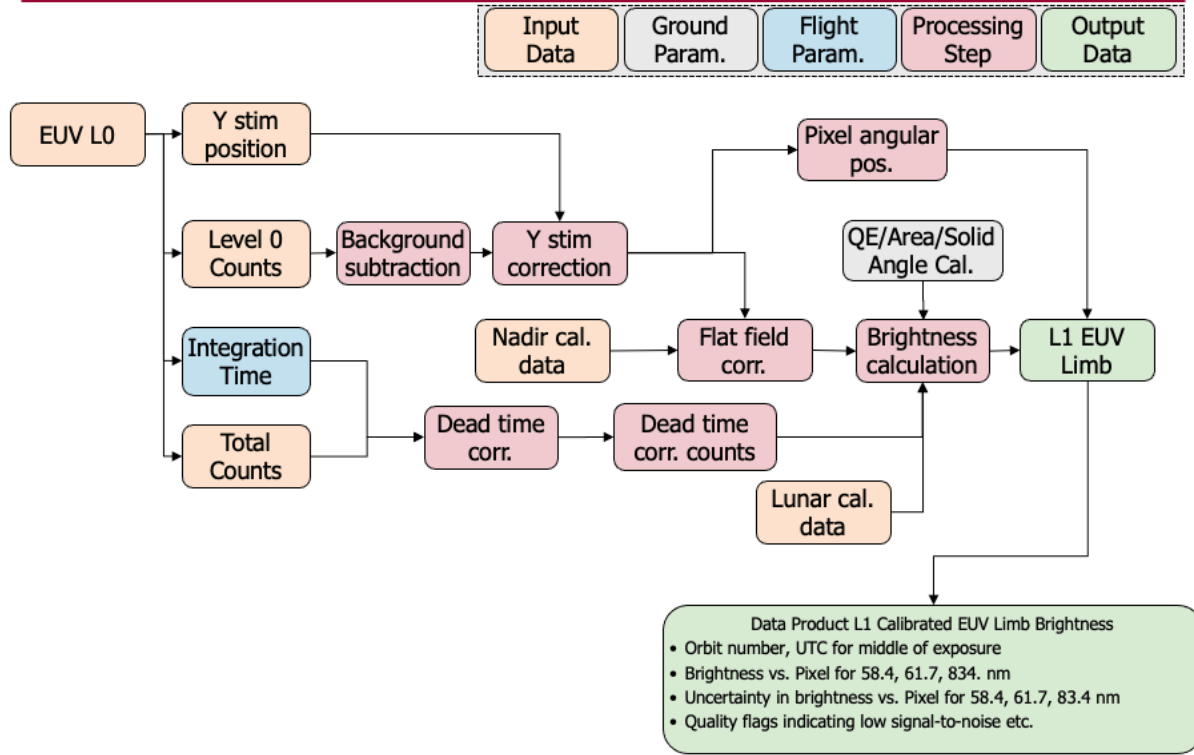 Input
Data
Ground
Param.
Flight
Param.
Processing
Step
Output
Data
EUV L0
Y stim
position
Pixel angular
pos.
Level 0
Counts
Background
subtraction
Y stim
correction
QE/Area/Solid
Angle Cal.
Integration
Time
Nadir cal.
data
Flat field
corr.
Brightness
calculation
L1 EUV
Limb
Total
Counts
Dead time
corr.
Dead time
corr. counts
Lunar cal.
data
Data Product L1 Calibrated EUV Limb Brightness
• Orbit number, UTC for middle of exposure
• Brightness vs. Pixel for 58.4, 61.7, 834. nm
• Uncertainty in brightness vs. Pixel for 58.4, 61.7, 83.4 nm
• Quality flags indicating low signal-to-noise etc.